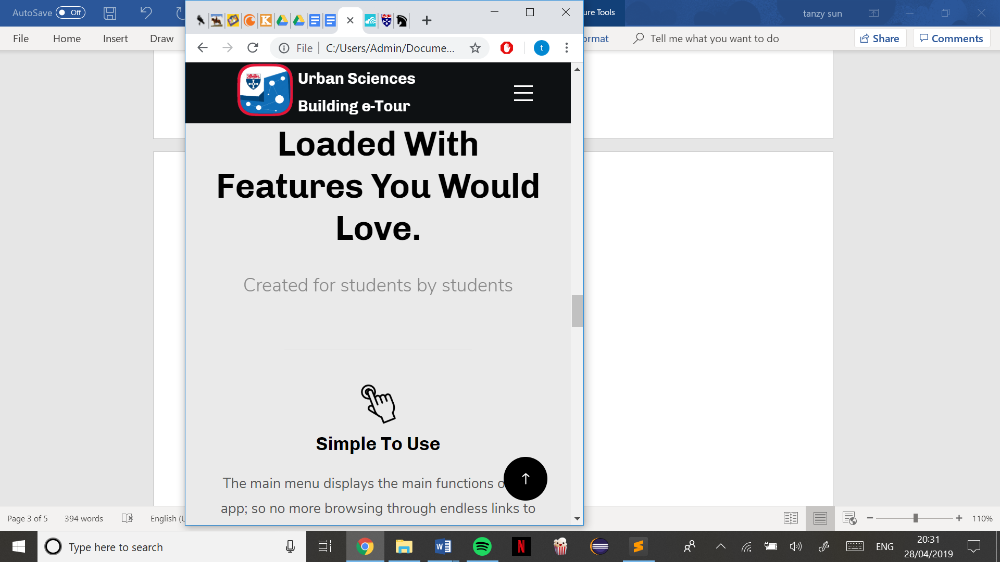 AutoSave Off
ure Tools
tanzy sun
File Home Insert Draw
ormat
Tell me what you want to do
Share
Comments
File
C:/Users/Admin/Docume...
t
Urban Sciences
Building e-Tour
Loaded With
Features You Would
Love.
Created for students by students
Simple To Use
The main menu displays the main functions o
app; so no more browsing through endless links to
Page 3 of 5
394 words
English (U
110%
Type here to search
ENG
20:31
28/04/2019